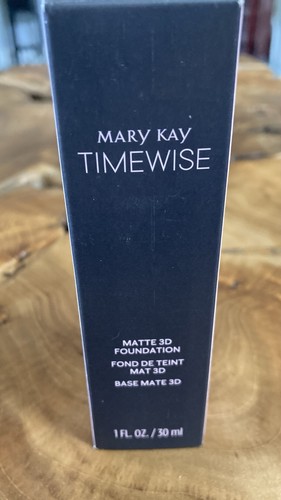 MARY KAY
TIMEWISE
MATTE 3D
FOUNDATION
FOND DE TEINT
MAT 3D
BASE MATE 3D
1 FL. OZ. / 30 ml